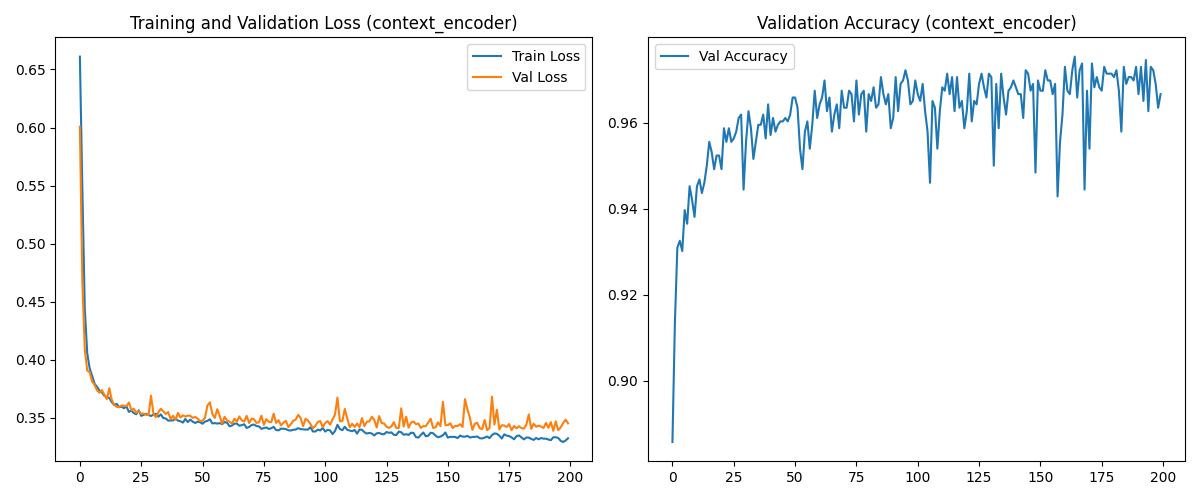 Training and Validation Loss (context_encoder)
Train Loss
Val Loss
0.65
0.60
0.55
0.50
0.45
0.40
0.35
0 25 50 75 100 125 150 175 200
Validation Accuracy (context_encoder)
Val Accuracy
0.96
0.94
0.92
0.90
0 25 50 75 100 125 150 175 200